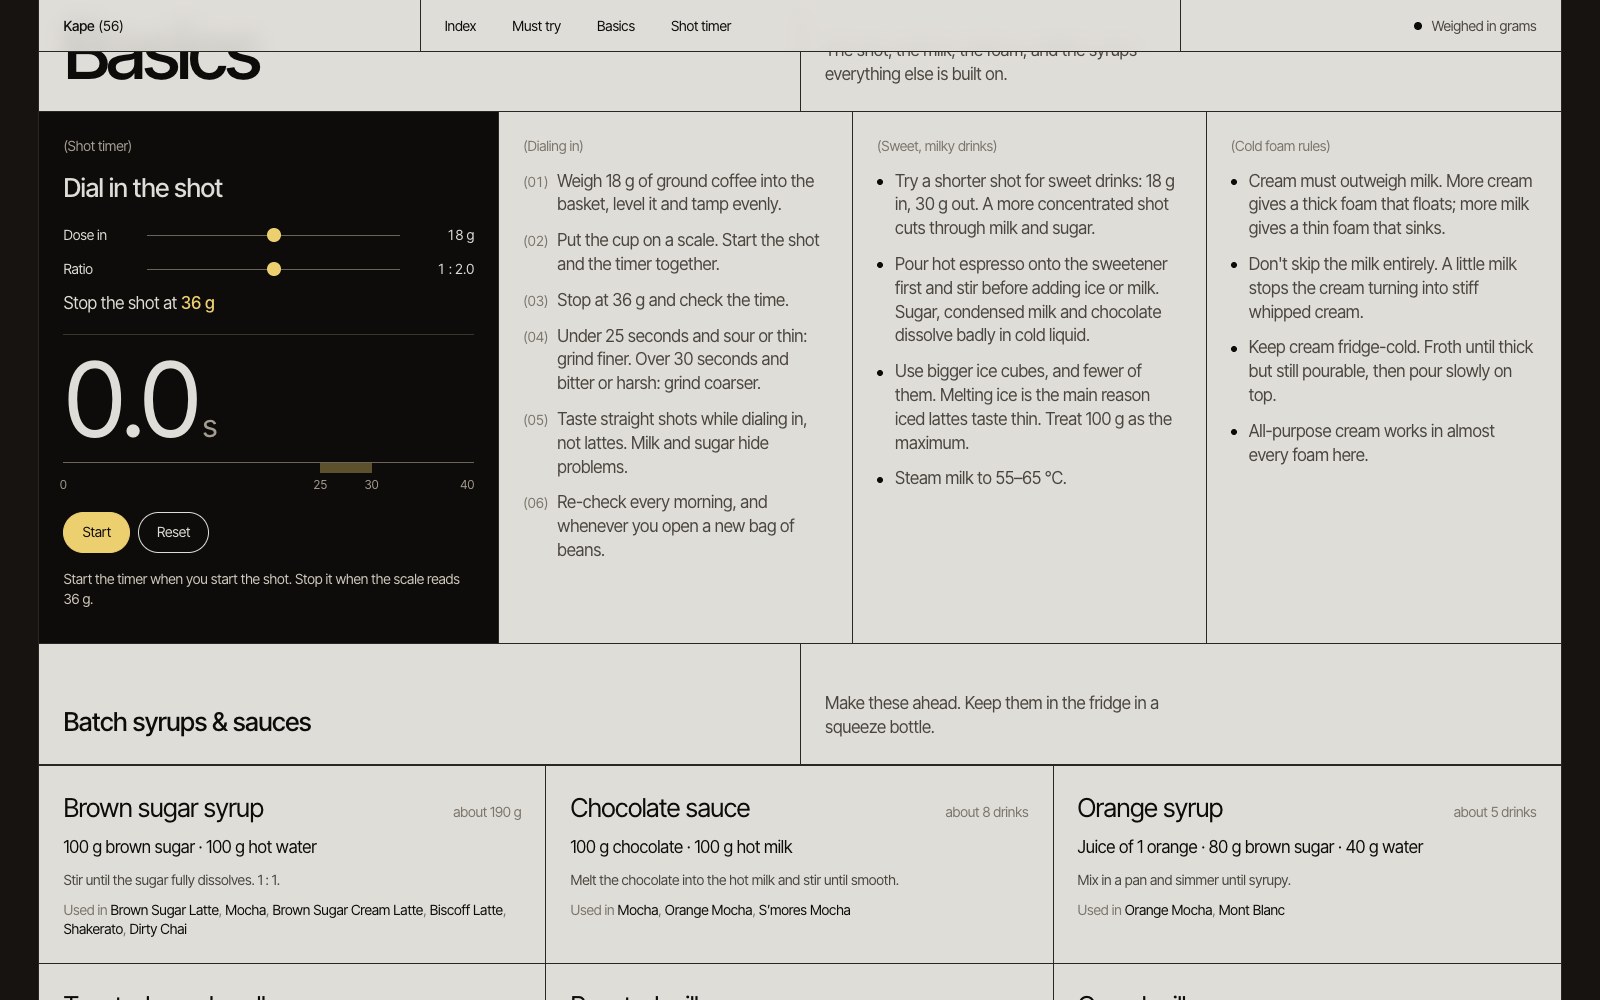 Kape (56)
Index
Must try
Basics
Shot timer
Weighed in grams
Basics
The shot, the milk, the foam, and the syrups
everything else is built on.
(Shot timer)
Dial in the shot
Dose in
18 g
Ratio
1 : 2.0
Stop the shot at 36 g
0.0 s
0
25
30
40
Start
Reset
Start the timer when you start the shot. Stop it when the scale reads
36 g.
(Dialing in)
(01) Weigh 18 g of ground coffee into the
basket, level it and tamp evenly.
(02) Put the cup on a scale. Start the shot
and the timer together.
(03) Stop at 36 g and check the time.
(04) Under 25 seconds and sour or thin:
grind finer. Over 30 seconds and
bitter or harsh: grind coarser.
(05) Taste straight shots while dialing in,
not lattes. Milk and sugar hide
problems.
(06) Re-check every morning, and
whenever you open a new bag of
beans.
(Sweet, milky drinks)
Try a shorter shot for sweet drinks: 18 g
in, 30 g out. A more concentrated shot
cuts through milk and sugar.
Pour hot espresso onto the sweetener
first and stir before adding ice or milk.
Sugar, condensed milk and chocolate
dissolve badly in cold liquid.
Use bigger ice cubes, and fewer of
them. Melting ice is the main reason
iced lattes taste thin. Treat 100 g as the
maximum.
Steam milk to 55–65 °C.
(Cold foam rules)
Cream must outweigh milk. More cream
gives a thick foam that floats; more milk
gives a thin foam that sinks.
Don't skip the milk entirely. A little milk
stops the cream turning into stiff
whipped cream.
Keep cream fridge-cold. Froth until thick
but still pourable, then pour slowly on
top.
All-purpose cream works in almost
every foam here.
Batch syrups & sauces
Make these ahead. Keep them in the fridge in a
squeeze bottle.
Brown sugar syrup
about 190 g
100 g brown sugar · 100 g hot water
Stir until the sugar fully dissolves. 1 : 1.
Used in Brown Sugar Latte, Mocha, Brown Sugar Cream Latte, Biscoff Latte,
Shakerato, Dirty Chai
Chocolate sauce
about 8 drinks
100 g chocolate · 100 g hot milk
Melt the chocolate into the hot milk and stir until smooth.
Used in Mocha, Orange Mocha, S’mores Mocha
Orange syrup
about 5 drinks
Juice of 1 orange · 80 g brown sugar · 40 g water
Mix in a pan and simmer until syrupy.
Used in Orange Mocha, Mont Blanc